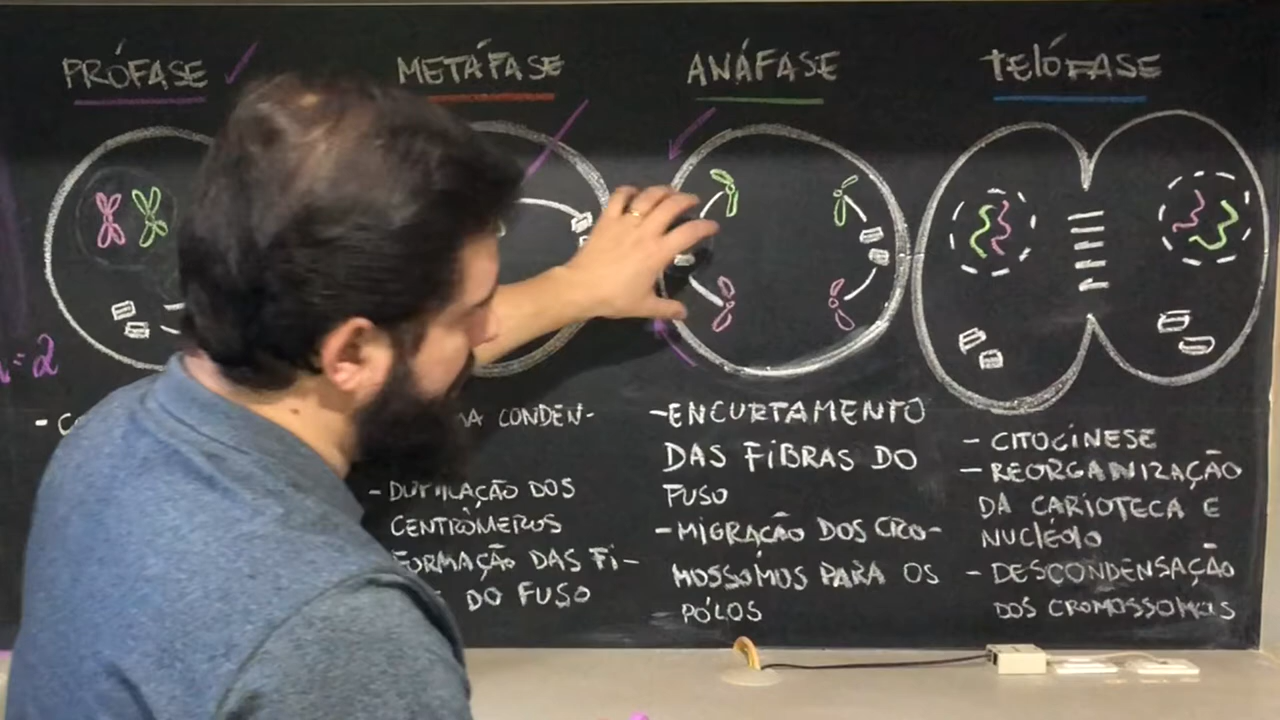 PRÓFASE
METÁFASE
ANÁFASE
TELÓFASE
= 2
CONDEN-
- DUPLICAÇÃO DOS
CENTRÔMEROS
FORMAÇÃO DAS FI-
DO FUSO
- ENCURTAMENTO
DAS FIBRAS DO
FUSO
- MIGRAÇÃO DOS CRO-
MOSSOMOS PARA OS
PÓLOS
- CITOCINESE
- REORGANIZAÇÃO
DA CARIOTECA E
NUCLÉOLO
- DESCONDENSAÇÃO
DOS CROMOSSOMOS